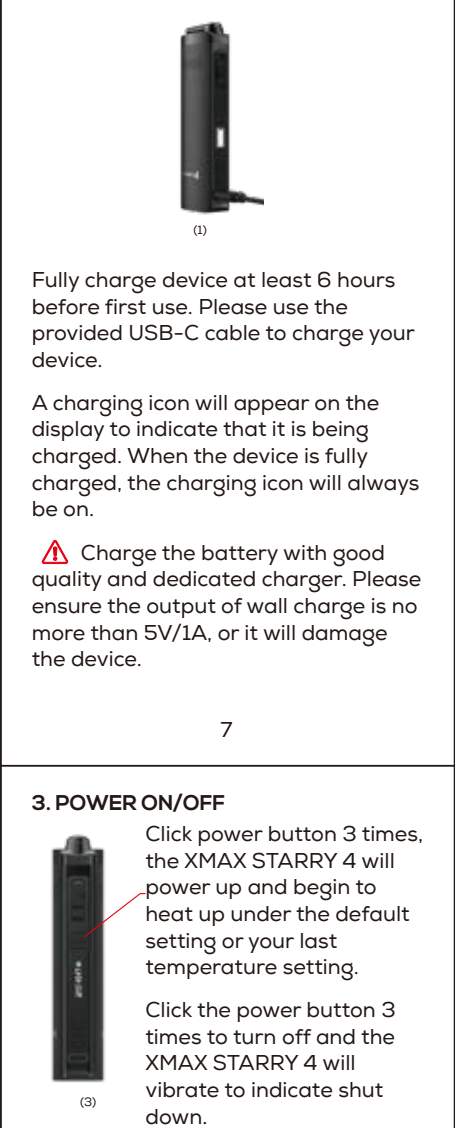 (1)
Fully charge device at least 6 hours
before first use. Please use the
provided USB-C cable to charge your
device.
A charging icon will appear on the
display to indicate that it is being
charged. When the device is fully
charged, the charging icon will always
be on.
Charge the battery with good
quality and dedicated charger. Please
ensure the output of wall charge is no
more than 5V/1A, or it will damage
the device.
7
3. POWER ON/OFF
Click power button 3 times,
the XMAX STARRY 4 will
power up and begin to
heat up under the default
setting or your last
temperature setting.
Click the power button 3
times to turn off and the
XMAX STARRY 4 will
vibrate to indicate shut
down.
(3)